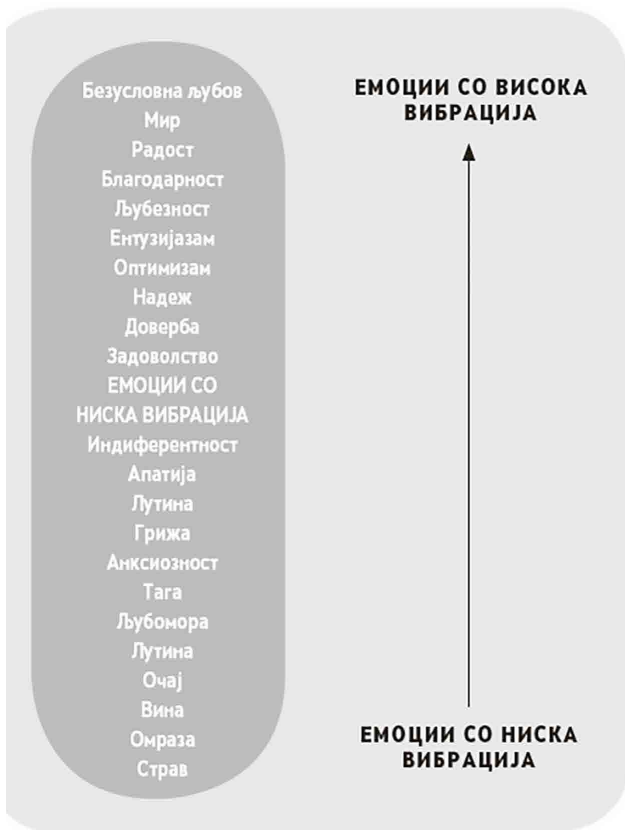 Безусловна љубов
Мир
Радост
Благодарност
Љубезност
Ентузијазам
Оптимизам
Надеж
Доверба
Задоволство
ЕМОЦИИ СО
НИСКА ВИБРАЦИЈА
Индиферентност
Апатија
Лутина
Грижа
Анксиозност
Тага
Љубомора
Лутина
Очај
Вина
Омраза
Страв
ЕМОЦИИ СО ВИСОКА
ВИБРАЦИЈА
ЕМОЦИИ СО НИСКА
ВИБРАЦИЈА